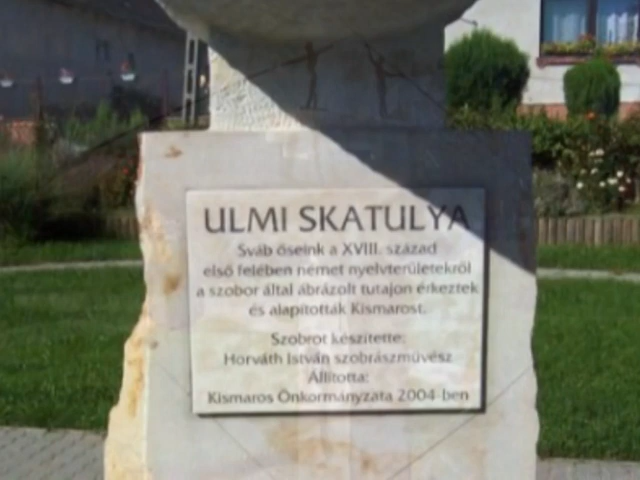 ULMI SKATULYA
Sváb őseink a XVIII. század
első felében német nyelvterületekről
a szobor által ábrázolt tutajon érkeztek
és alapították Kismarost.
Szobrot készítette:
Horváth István szobrászművész
Állította:
Kismaros Önkormányzata 2004-ben